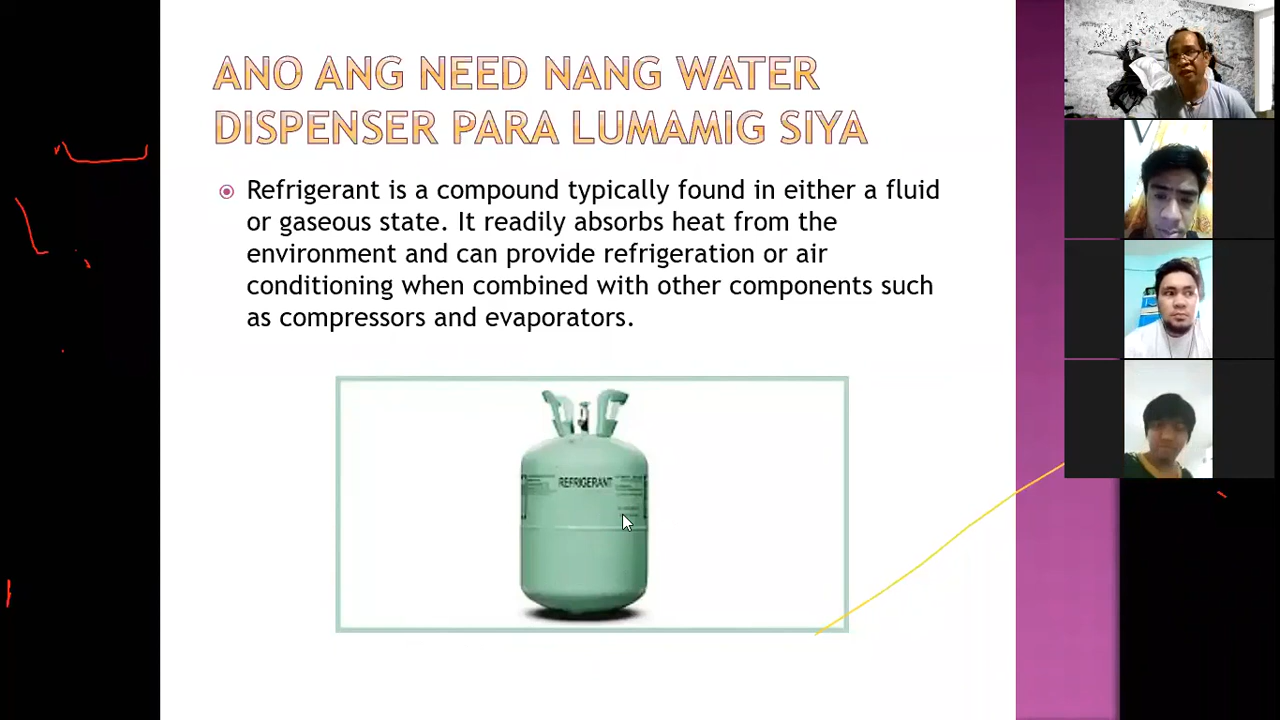 ANO ANG NEED NANG WATER
DISPENSER PARA LUMAMIG SIYA
Refrigerant is a compound typically found in either a fluid
or gaseous state. It readily absorbs heat from the
environment and can provide refrigeration or air
conditioning when combined with other components such
as compressors and evaporators.
REFRIGERANT